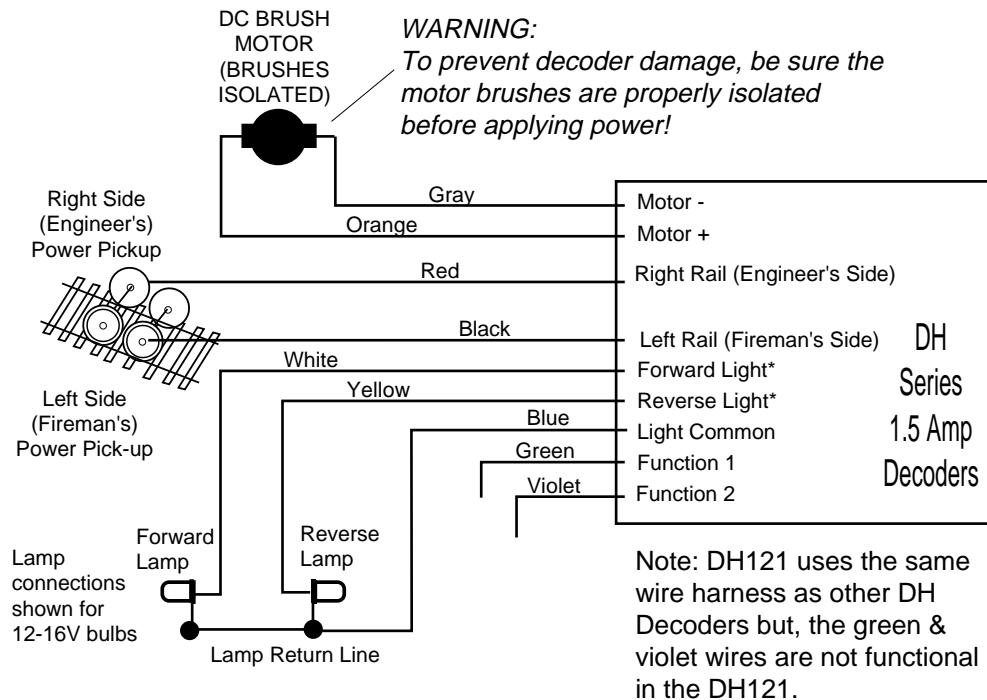 DC BRUSH
MOTOR
(BRUSHES
ISOLATED)
WARNING:
To prevent decoder damage, be sure the
motor brushes are properly isolated
before applying power!
Right Side
(Engineer's)
Power Pickup
Gray
Orange
Red
Black
White
Yellow
Blue
Green
Violet
Motor -
Motor +
Right Rail (Engineer's Side)
Left Rail (Fireman's Side)
Forward Light*
Reverse Light*
Light Common
Function 1
Function 2
DH
Series
1.5 Amp
Decoders
Left Side
(Fireman's)
Power Pick-up
Forward
Lamp
Reverse
Lamp
Lamp
connections
shown for
12-16V bulbs
Lamp Return Line
Note: DH121 uses the same
wire harness as other DH
Decoders but, the green &
violet wires are not functional
in the DH121.